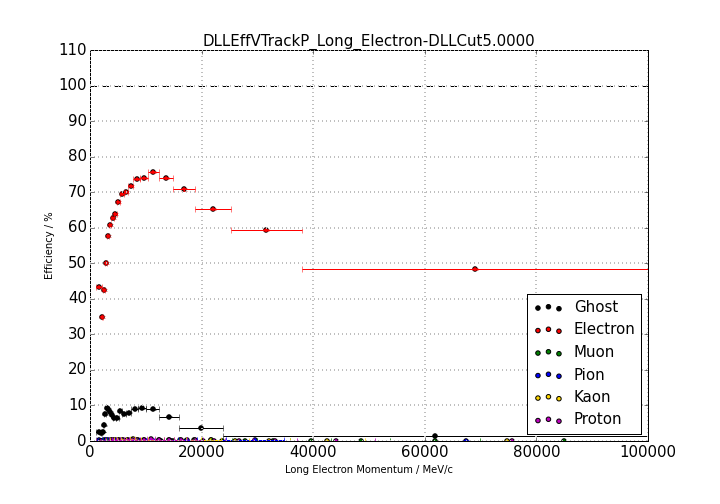 DLLEffVTrackP_Long_Electron-DLLCut5.0000
110
100
90
80
70
60
50
40
30
20
10
0
Efficiency / %
Ghost
Electron
Muon
Pion
Kaon
Proton
0 20000 40000 60000 80000 100000
Long Electron Momentum / MeV/c